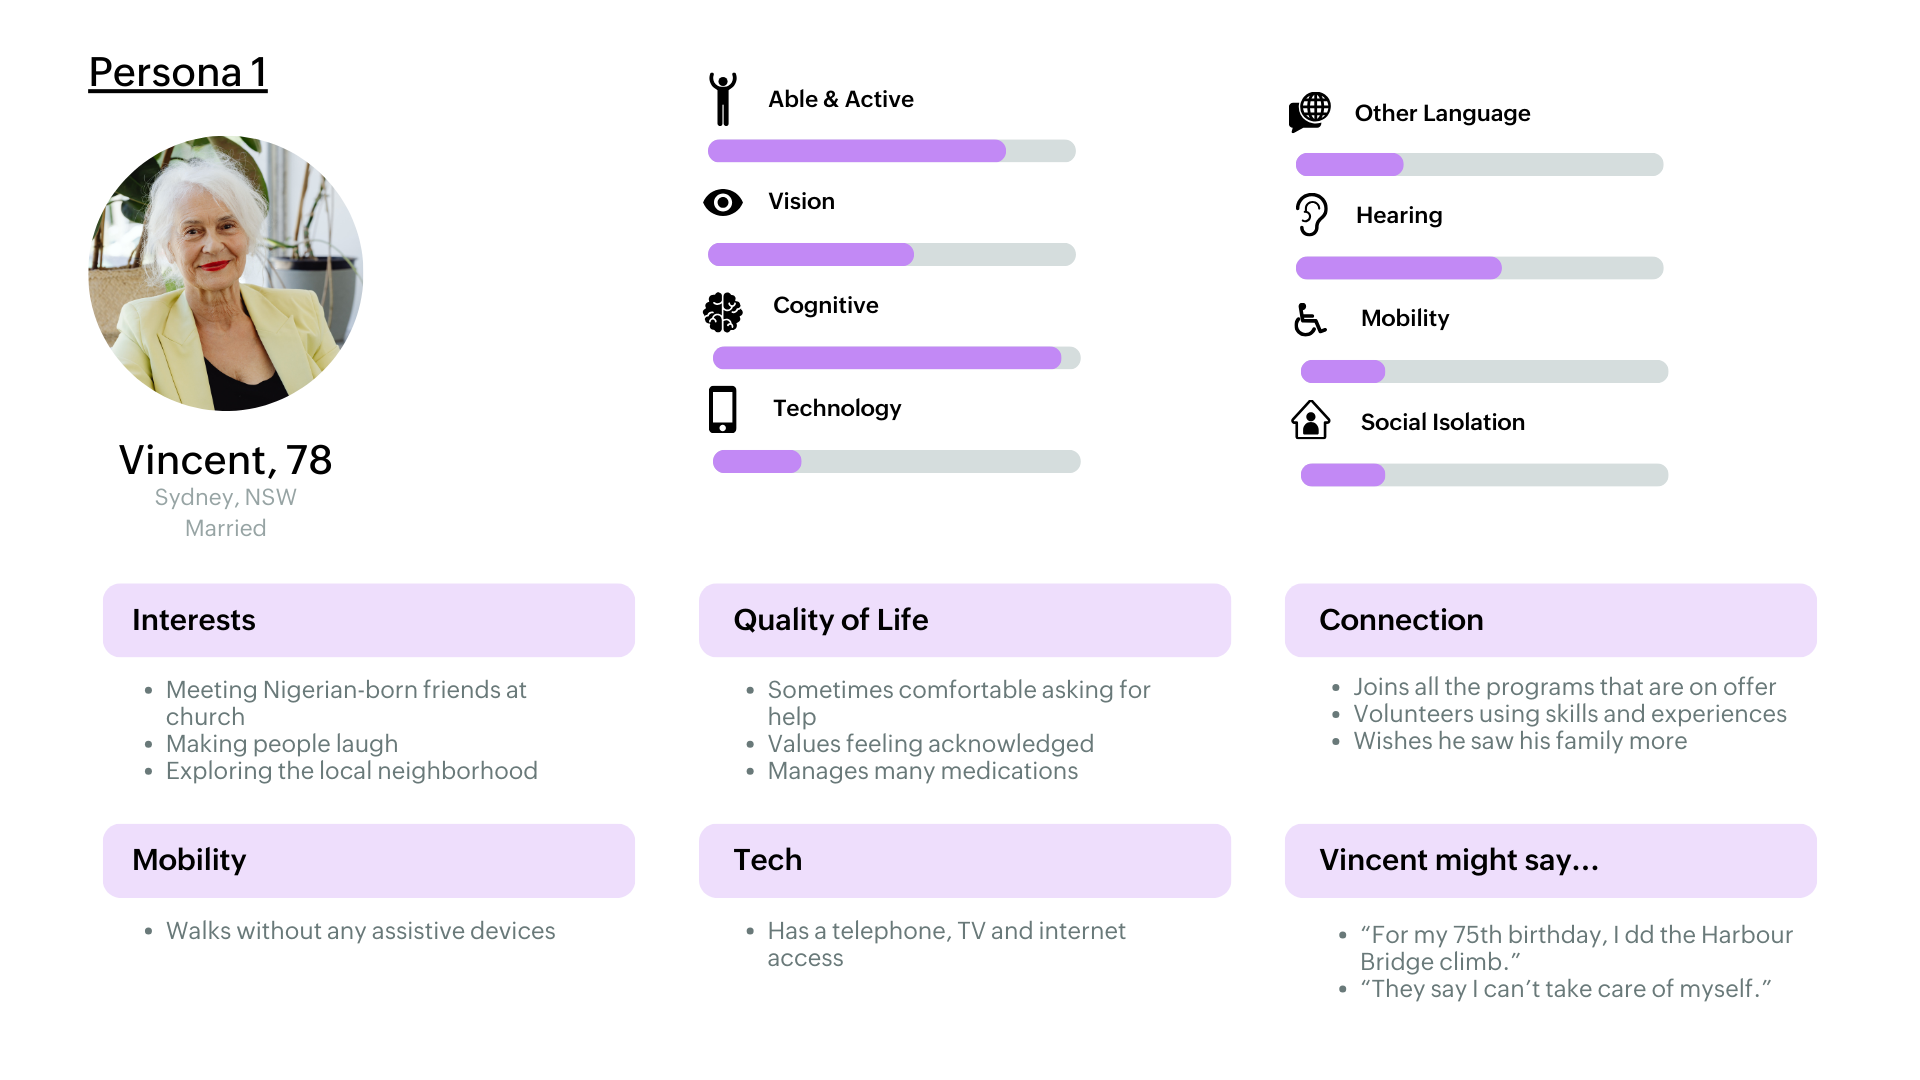 Persona 1
Vincent, 78
Sydney, NSW
Married
Able & Active
Vision
Cognitive
Technology
Other Language
Hearing
Mobility
Social Isolation
Interests
• Meeting Nigerian-born friends at
church
• Making people laugh
• Exploring the local neighborhood
Quality of Life
• Sometimes comfortable asking for
help
• Values feeling acknowledged
• Manages many medications
Connection
• Joins all the programs that are on offer
• Volunteers using skills and experiences
• Wishes he saw his family more
Mobility
• Walks without any assistive devices
Tech
• Has a telephone, TV and internet
access
Vincent might say...
• “For my 75th birthday, I dd the Harbour
Bridge climb.”
• “They say I can’t take care of myself.”